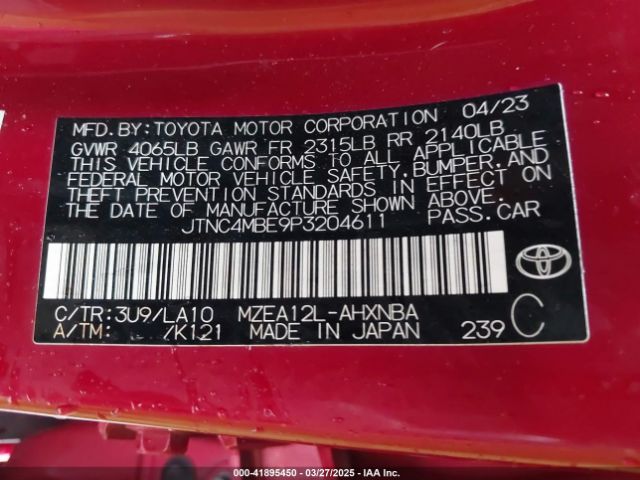 MFD.BY:TOYOTA MOTOR CORPORATION 04/23
GVWR 4065LB GAWR FR 2315LB RR 2140LB
THIS VEHICLE CONFORMS TO ALL APPLICABLE
FEDERAL MOTOR VEHICLE SAFETY,BUMPER,AND
THEFT PREVENTION STANDARDS IN EFFECT ON
THE DATE OF MANUFACTURE SHOWN ABOVE.
JTNC4MBE9P3204611 PASS.CAR
C/TR:3U9/LA10 MZEA12L-AHXNBA
A/TM: /K121 MADE IN JAPAN 239 C
000-41895450 - 03/27/2025 - IAAI.COM